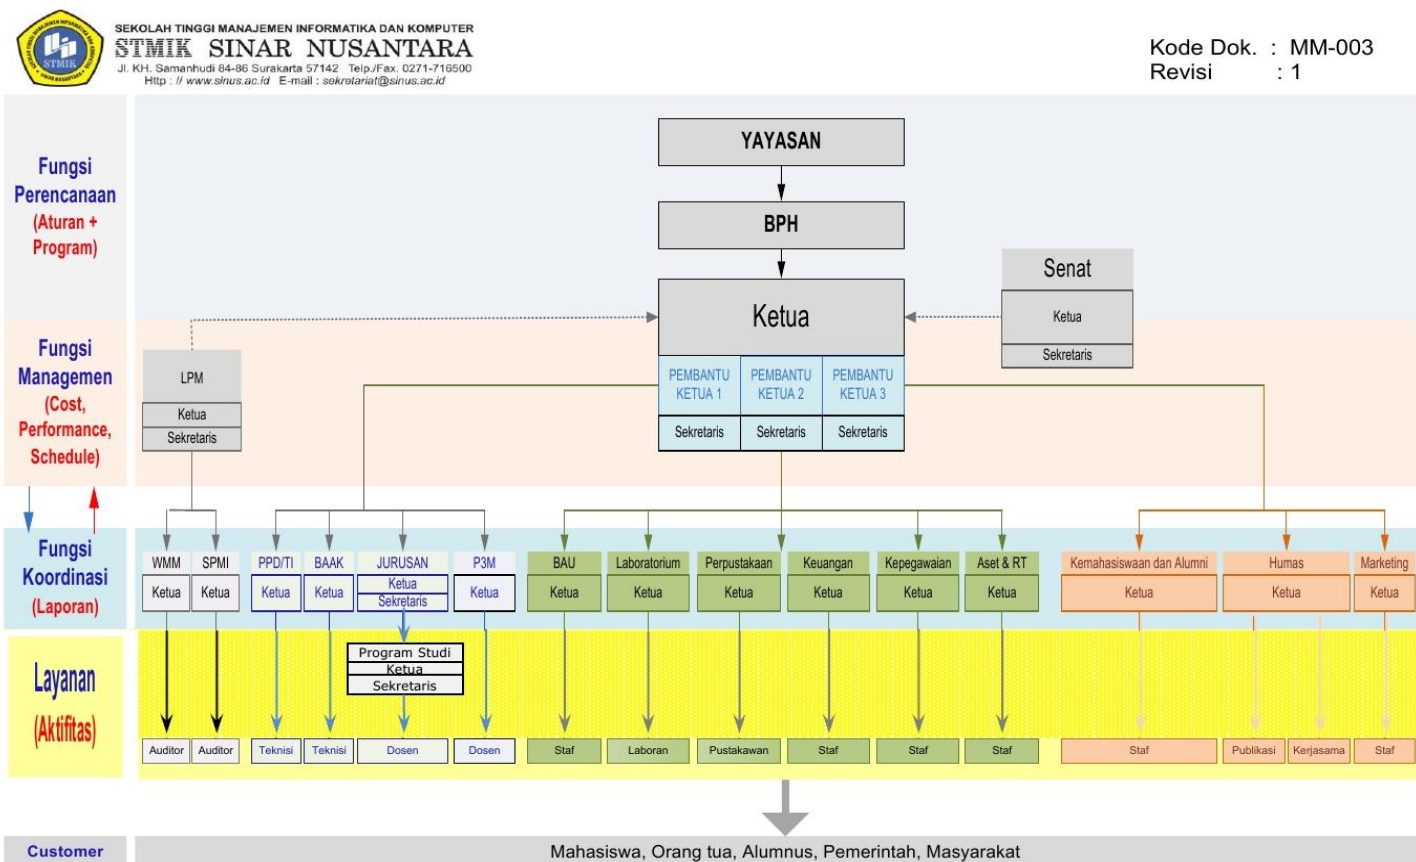 SEKOLAH TINGGI MANAJEMEN INFORMATIKA DAN KOMPUTER
STMIK SINAR NUSANTARA
Jl. KH. Samanhudi 84-86 Surakarta 57142 Telp./Fax. 0271-716500
Http : // www.sinus.ac.id E-mail : sekretariat@sinus.ac.id
STMIK
Kode Dok. : MM-003
Revisi : 1
Fungsi
Perencanaan
(Aturan +
Program)
YAYASAN
BPH
Ketua
Senat
Ketua
Sekretaris
Fungsi
Managemen
(Cost,
Performance,
Schedule)
LPM
Ketua
Sekretaris
PEMBANTU
KETUA 1
PEMBANTU
KETUA 2
PEMBANTU
KETUA 3
Sekretaris
Sekretaris
Sekretaris
Fungsi
Koordinasi
(Laporan)
WMM
Ketua
SPMI
Ketua
PPD/TI
Ketua
BAAK
Ketua
JURUSAN
Ketua
Sekretaris
P3M
Ketua
BAU
Ketua
Laboratorium
Ketua
Perpustakaan
Ketua
Keuangan
Ketua
Kepegawaian
Ketua
Aset & RT
Ketua
Kemahasiswaan dan Alumni
Ketua
Humas
Ketua
Marketing
Ketua
Layanan
(Aktifitas)
Program Studi
Ketua
Sekretaris
Auditor
Auditor
Teknisi
Teknisi
Dosen
Dosen
Staf
Laboran
Pustakawan
Staf
Staf
Staf
Staf
Publikasi
Kerjasama
Staf
Customer
Mahasiswa, Orang tua, Alumnus, Pemerintah, Masyarakat